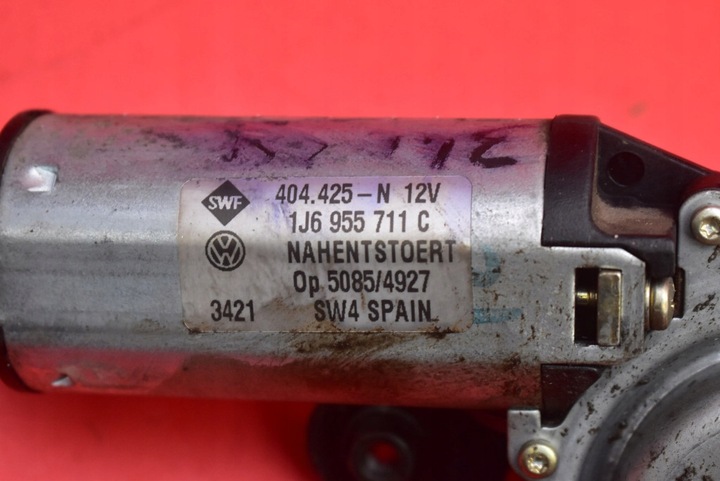 SWF 404.425-N 12V
1J6 955 711 C
NAHENTSTOERT
Op 5085/4927
3421 SW4 SPAIN